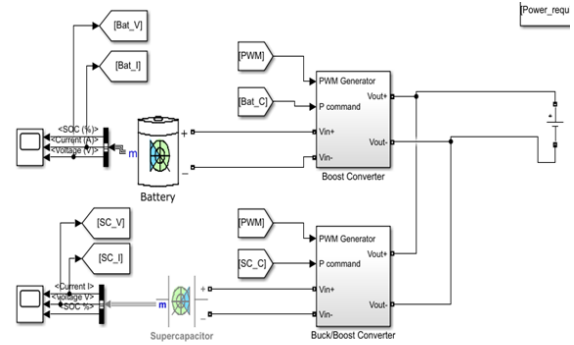 [Power_requ
[Bat_V]
[Bat_I]
[PWM]
[Bat_C]
PWM Generator
P command
Vin+
Vin-
Vout+
Vout-
Boost Converter
<SOC (%)>
<Current (A)>
<Voltage (V)>
m
+
−
Battery
+
[SC_V]
[SC_I]
[PWM]
[SC_C]
PWM Generator
P command
Vin+
Vin-
Vout+
Vout-
Buck/Boost Converter
<Current I>
<Voltage V>
<SOC %>
m
+
−
Supercapacitor